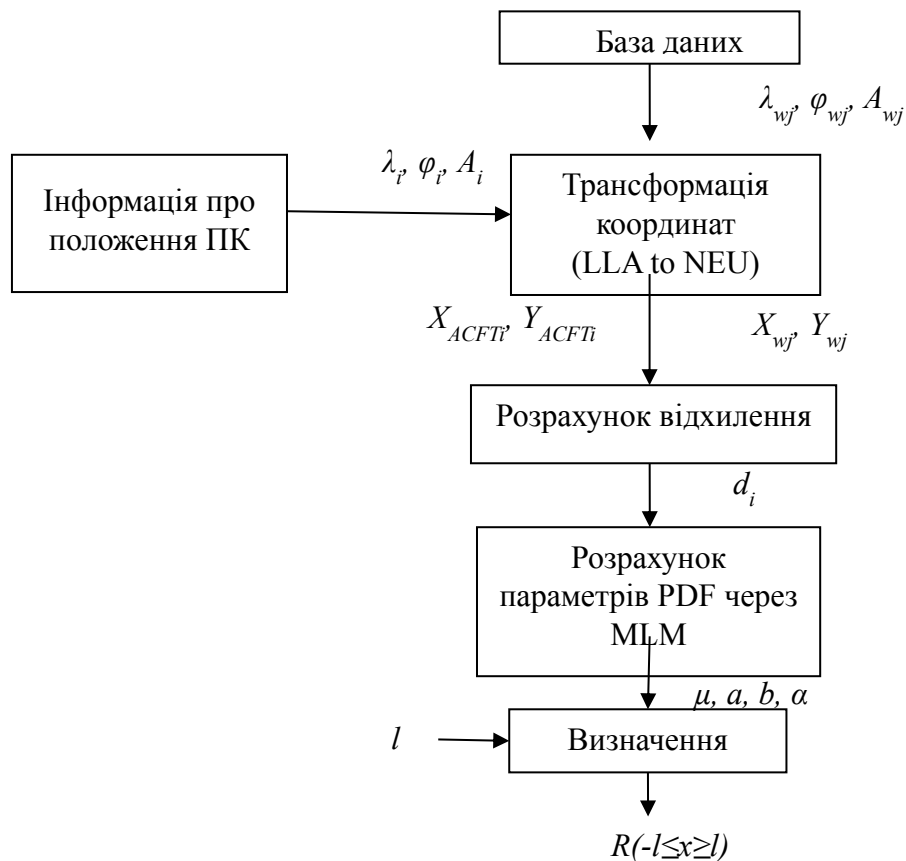 База даних
λwj, φwj, Awj
λi, φi, Ai
Інформація про
положення ПК
Трансформація
координат
(LLA to NEU)
XACFTi, YACFTi
Xwj, Ywj
Розрахунок відхилення
di
Розрахунок
параметрів PDF через
MLM
μ, a, b, α
l
Визначення
R(-l≤x≥l)